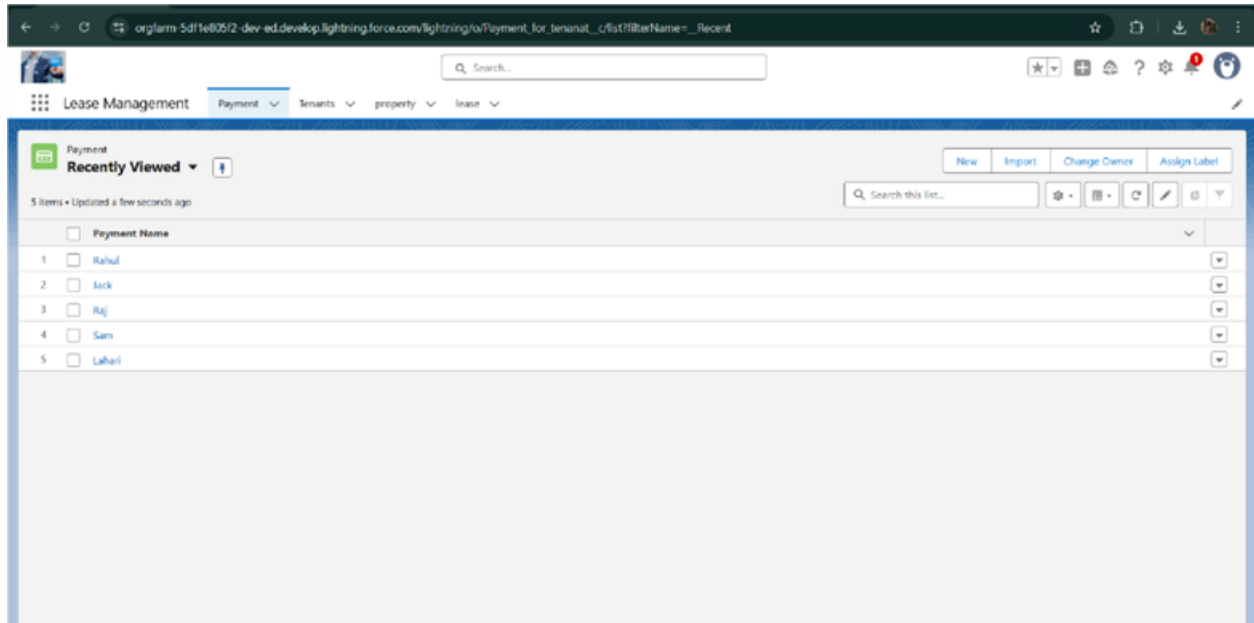 orgfarm-5df1e805f2-dev-ed.develop.lightning.force.com/lightning/o/Payment_for_tenanat__c/list?filterName=__Recent
Search...
1
Lease Management Payment Tenants property lease
Payment
Recently Viewed
New Import Change Owner Assign Label
5 items • Updated a few seconds ago
Search this list...
Payment Name
1 Rahul
2 Jack
3 Raj
4 Sam
5 Lahari